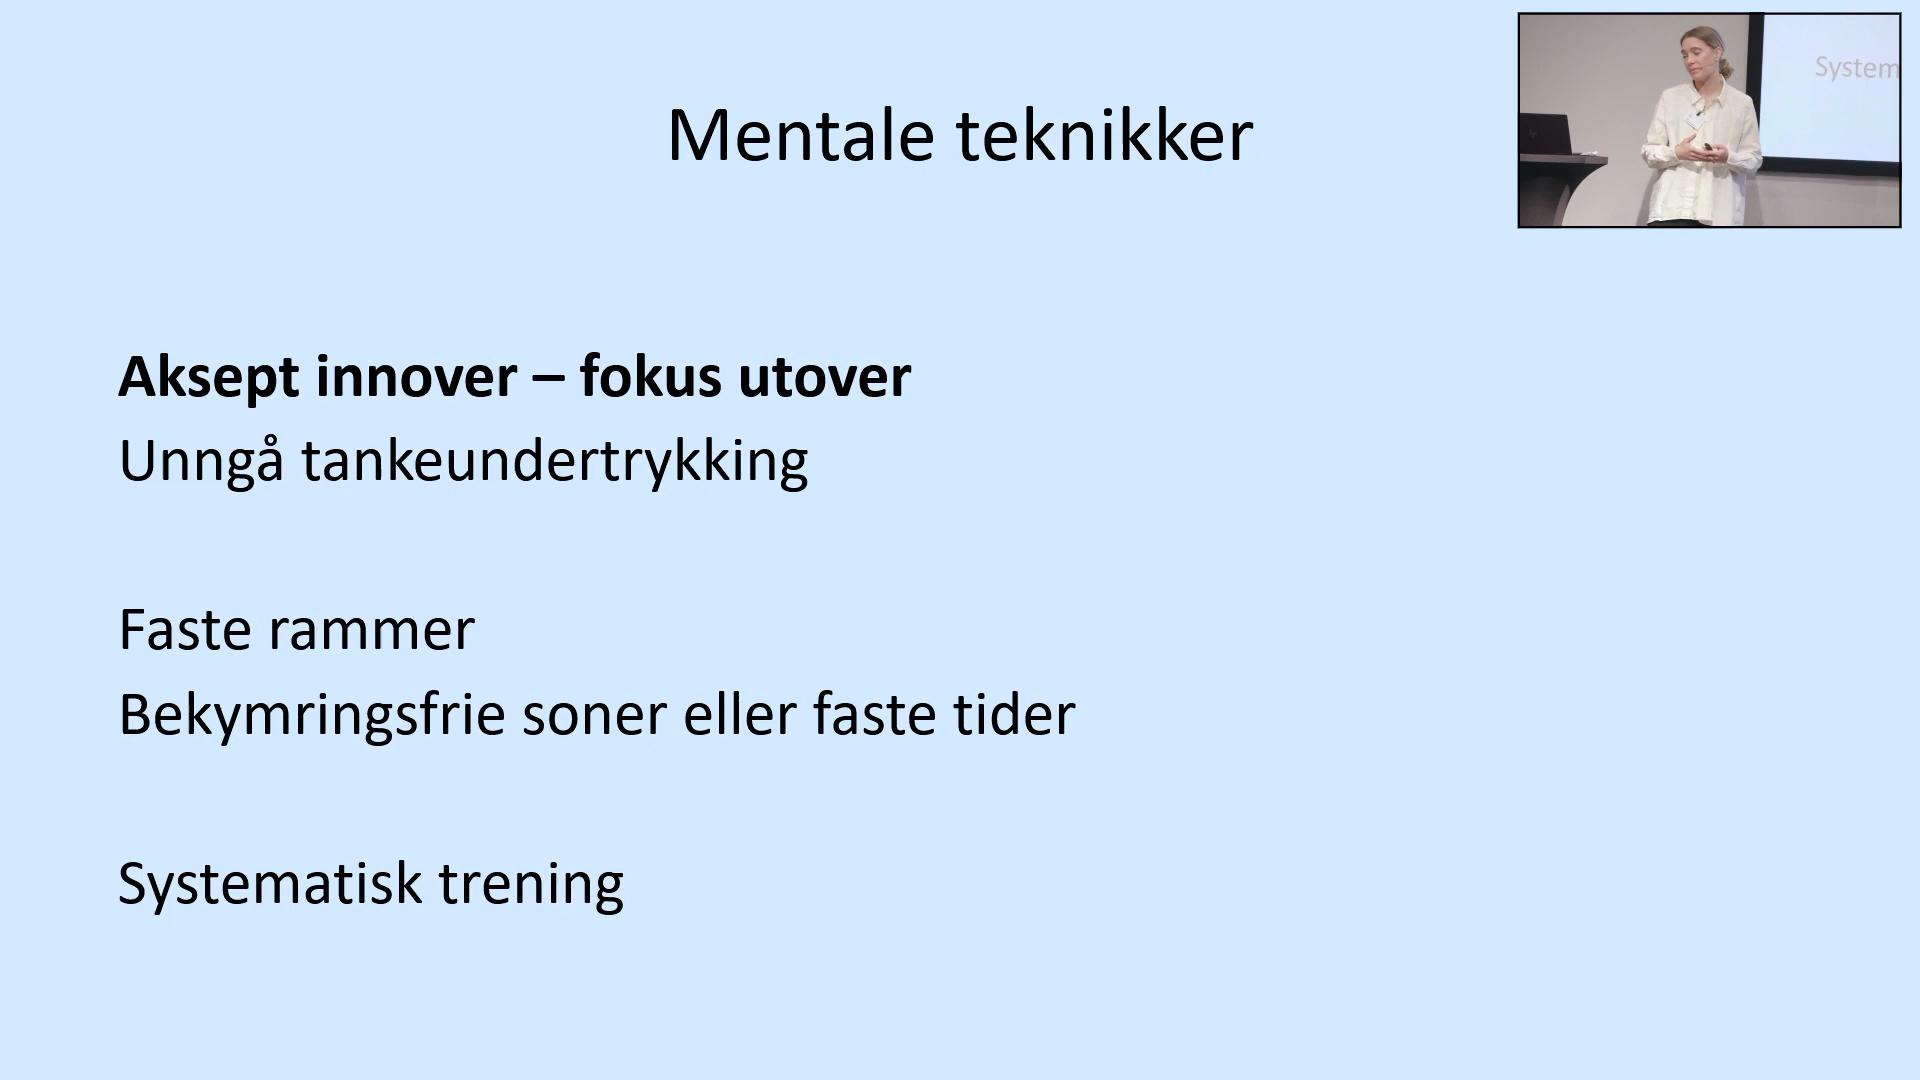 Mentale teknikker
System
Aksept innover – fokus utover
Unngå tankeundertrykking
Faste rammer
Bekymringsfrie soner eller faste tider
Systematisk trening